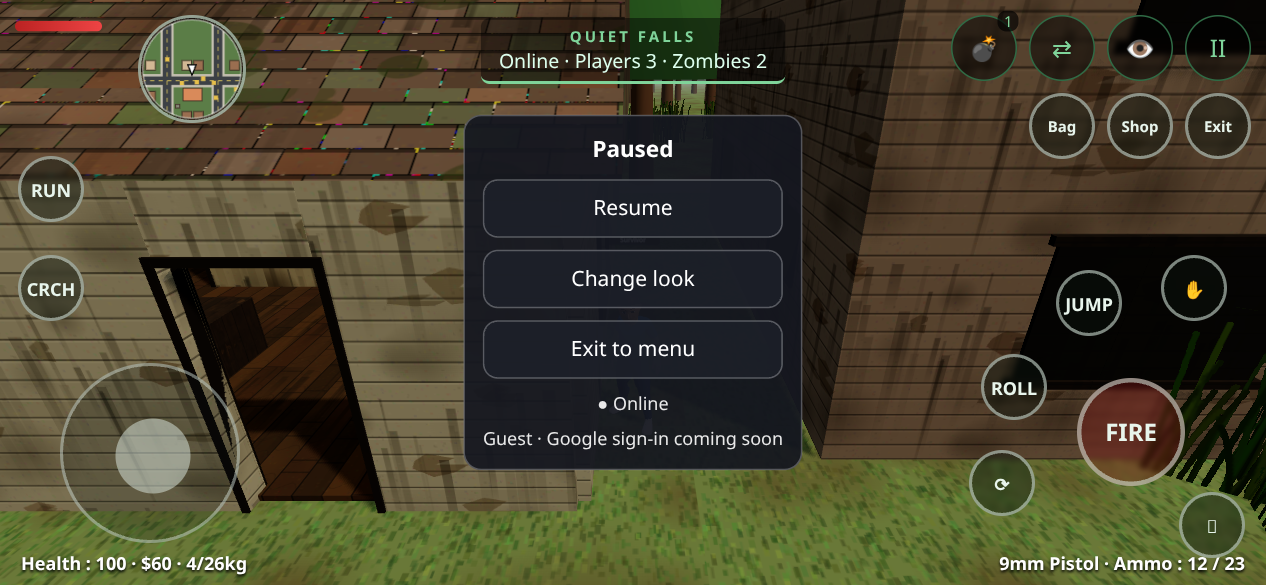 QUIET FALLS
Online · Players 3 · Zombies 2
1
II
Bag
Shop
Exit
Paused
Resume
Change look
Exit to menu
● Online
Guest · Google sign-in coming soon
RUN
CRCH
JUMP
ROLL
FIRE
Health : 100 · $60 · 4/26kg
9mm Pistol · Ammo : 12 / 23